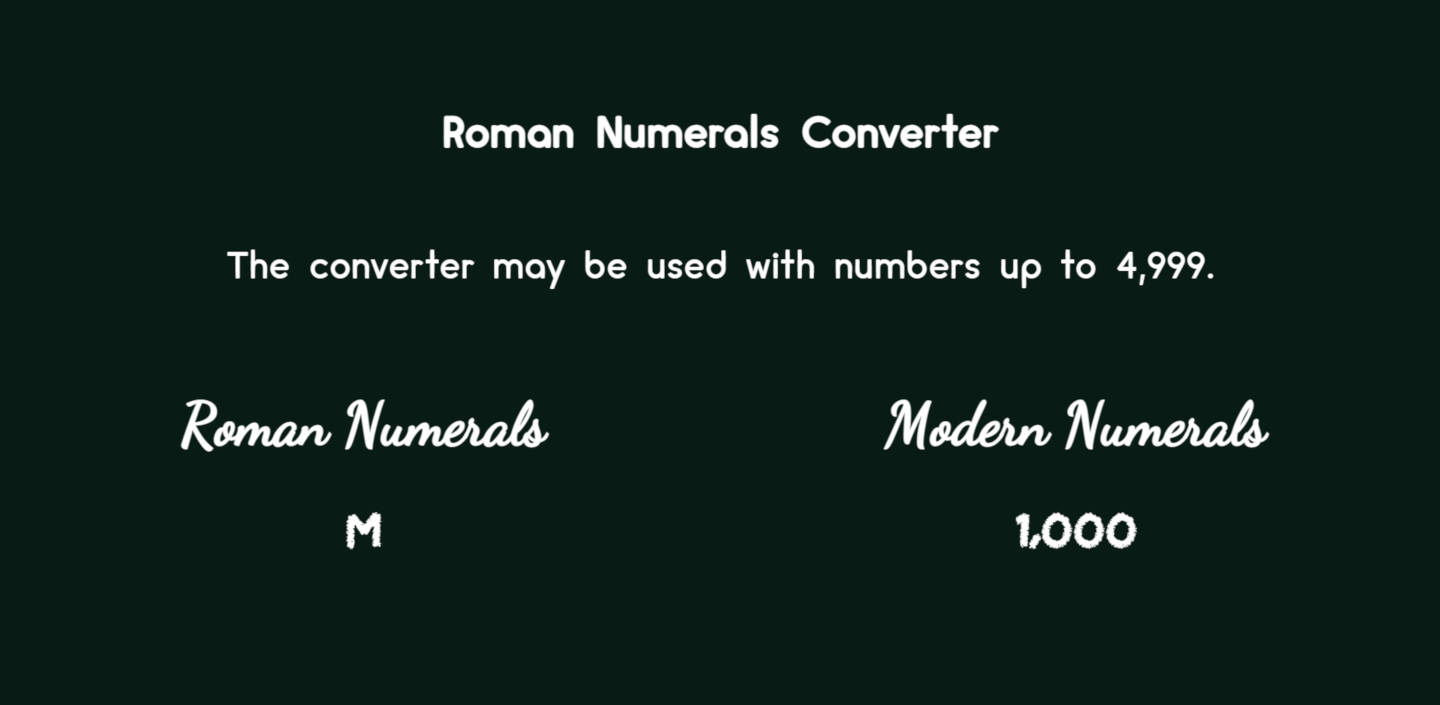 Roman Numerals Converter
The converter may be used with numbers up to 4,999.
Roman Numerals Modern Numerals
M 1,000